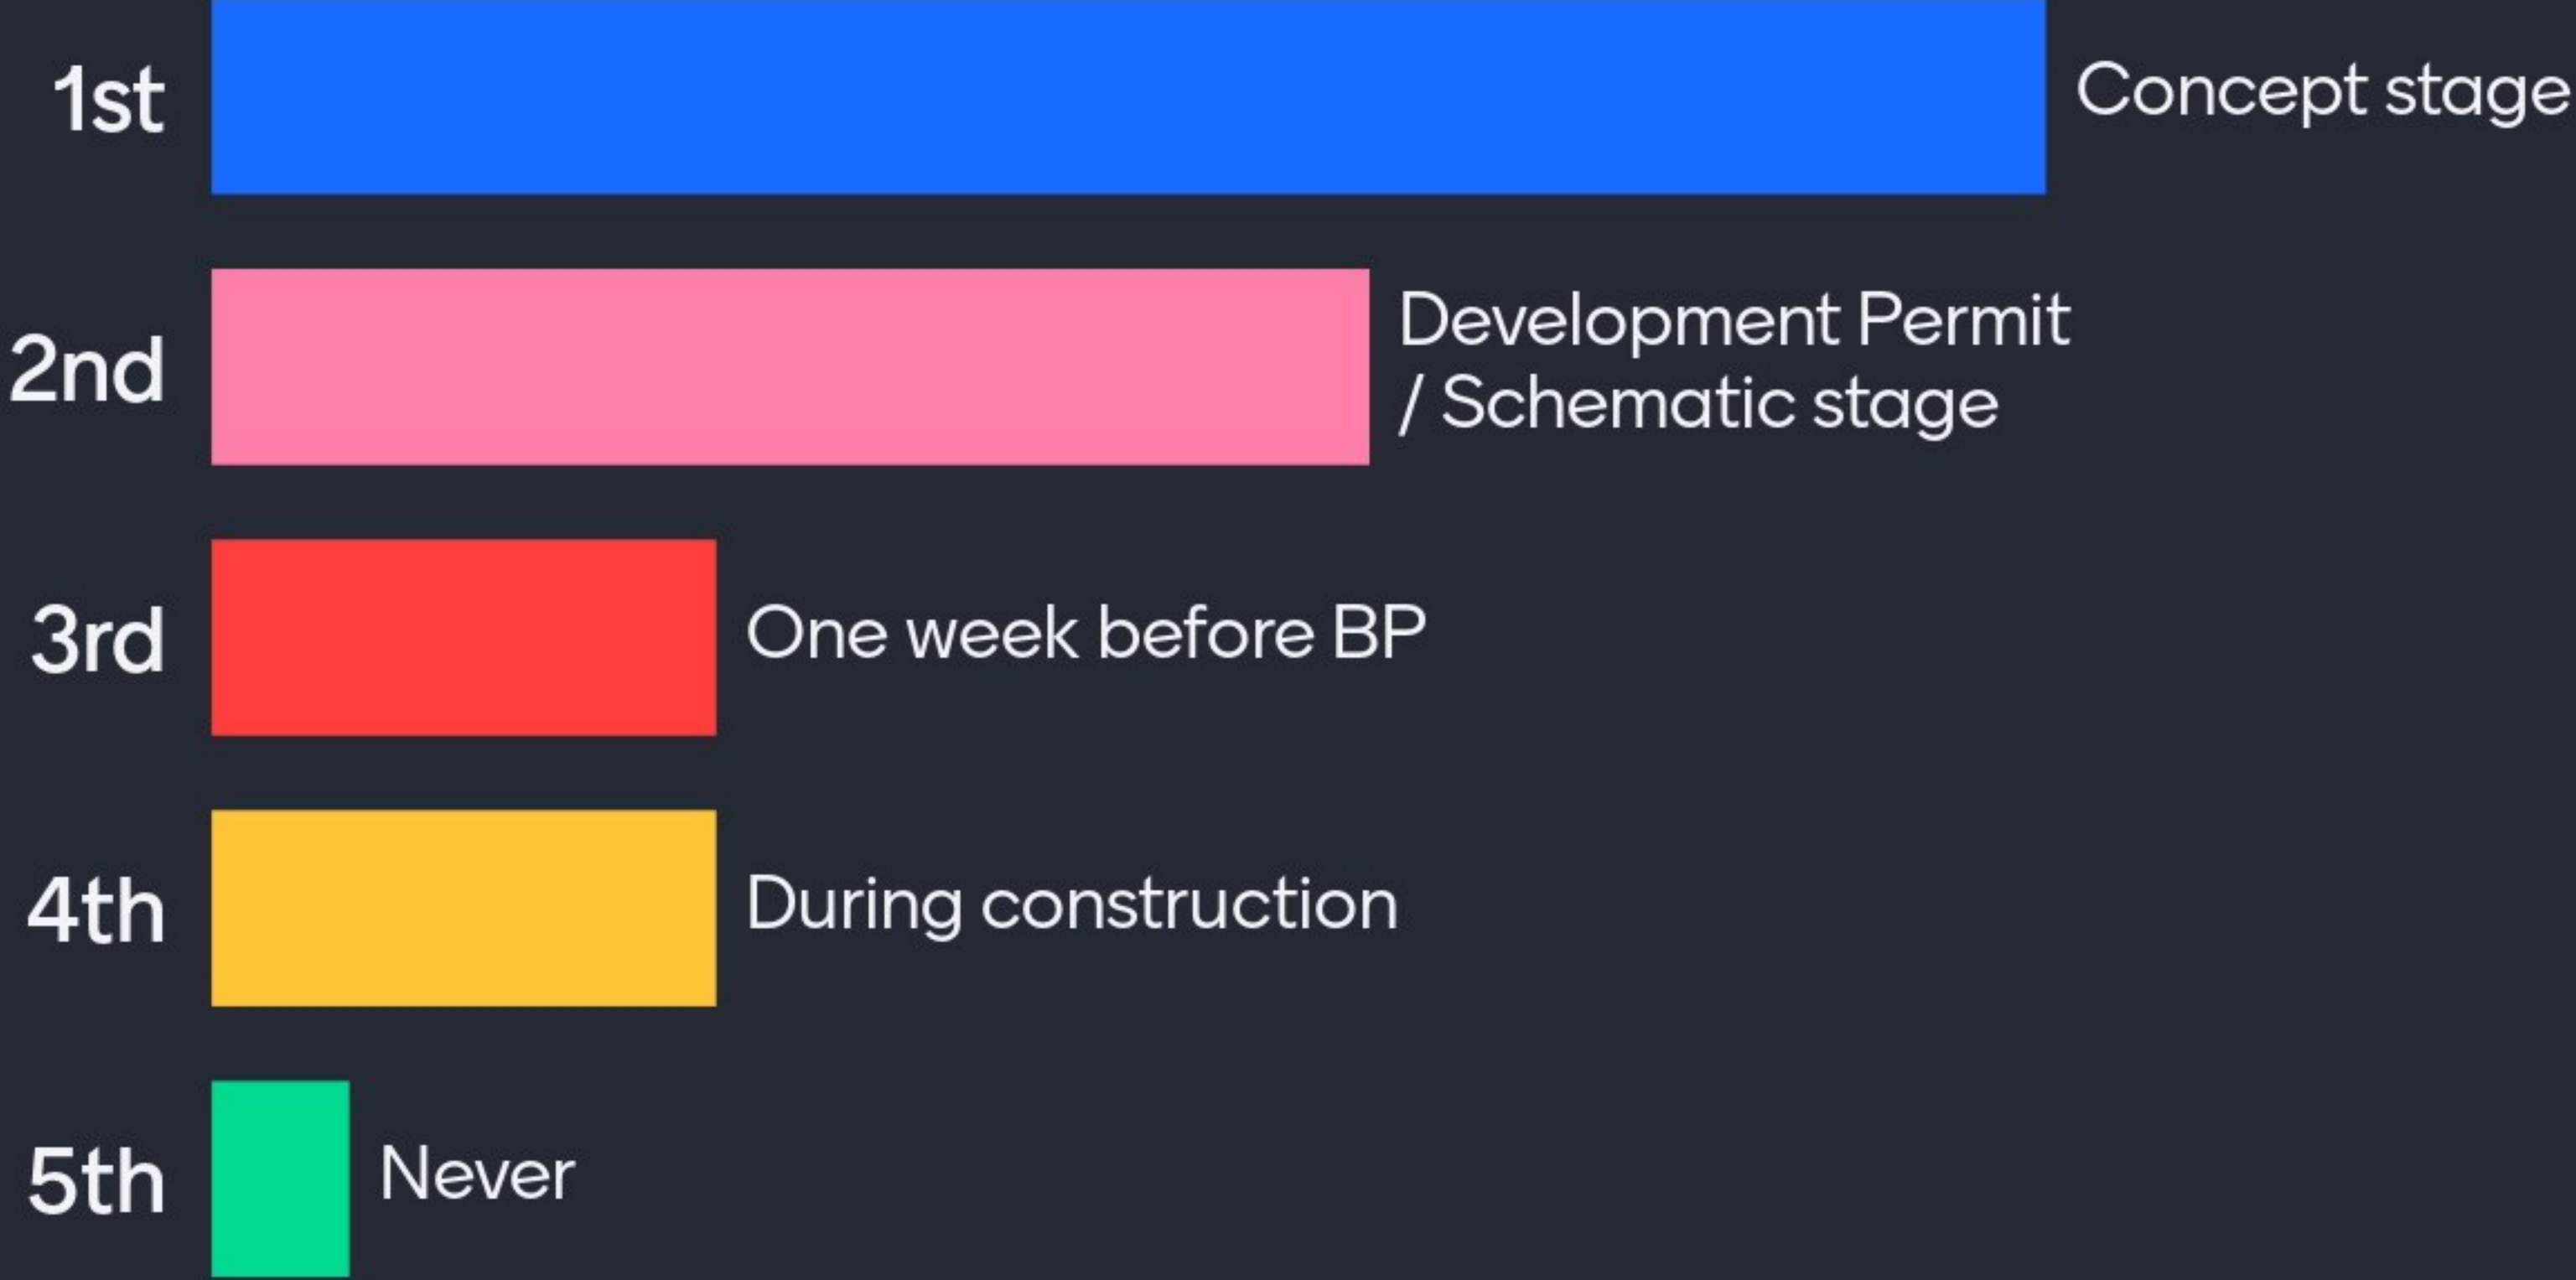 1st
Concept stage
2nd
Development Permit
/ Schematic stage
3rd
One week before BP
4th
During construction
5th
Never